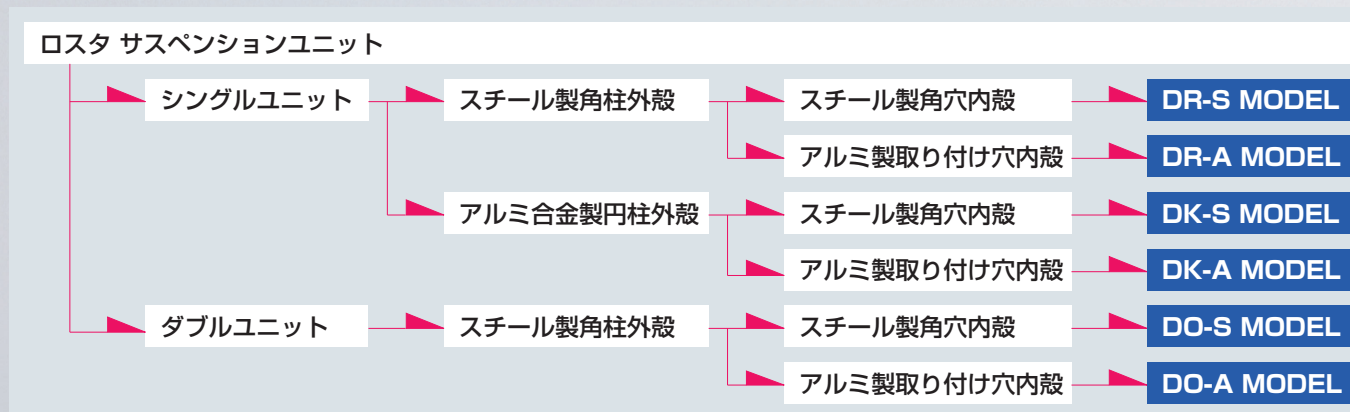 ロスタ サスペンションユニット
シングルユニット
スチール製角柱外殻
スチール製角穴内殻
DR-S MODEL
アルミ製取り付け穴内殻
DR-A MODEL
アルミ合金製円柱外殻
スチール製角穴内殻
DK-S MODEL
アルミ製取り付け穴内殻
DK-A MODEL
ダブルユニット
スチール製角柱外殻
スチール製角穴内殻
DO-S MODEL
アルミ製取り付け穴内殻
DO-A MODEL